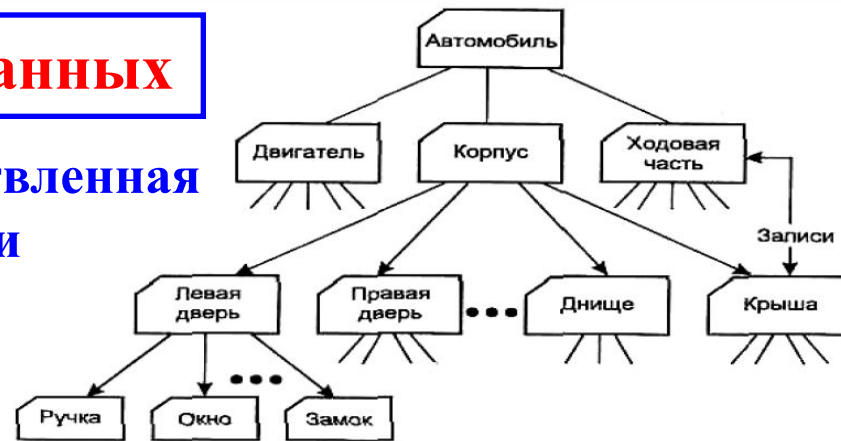 анных
твленная
и
Автомобиль
Двигатель
Корпус
Ходовая
часть
Записи
Левая
дверь
Правая
дверь
Днище
Крыша
Ручка
Окно
Замок